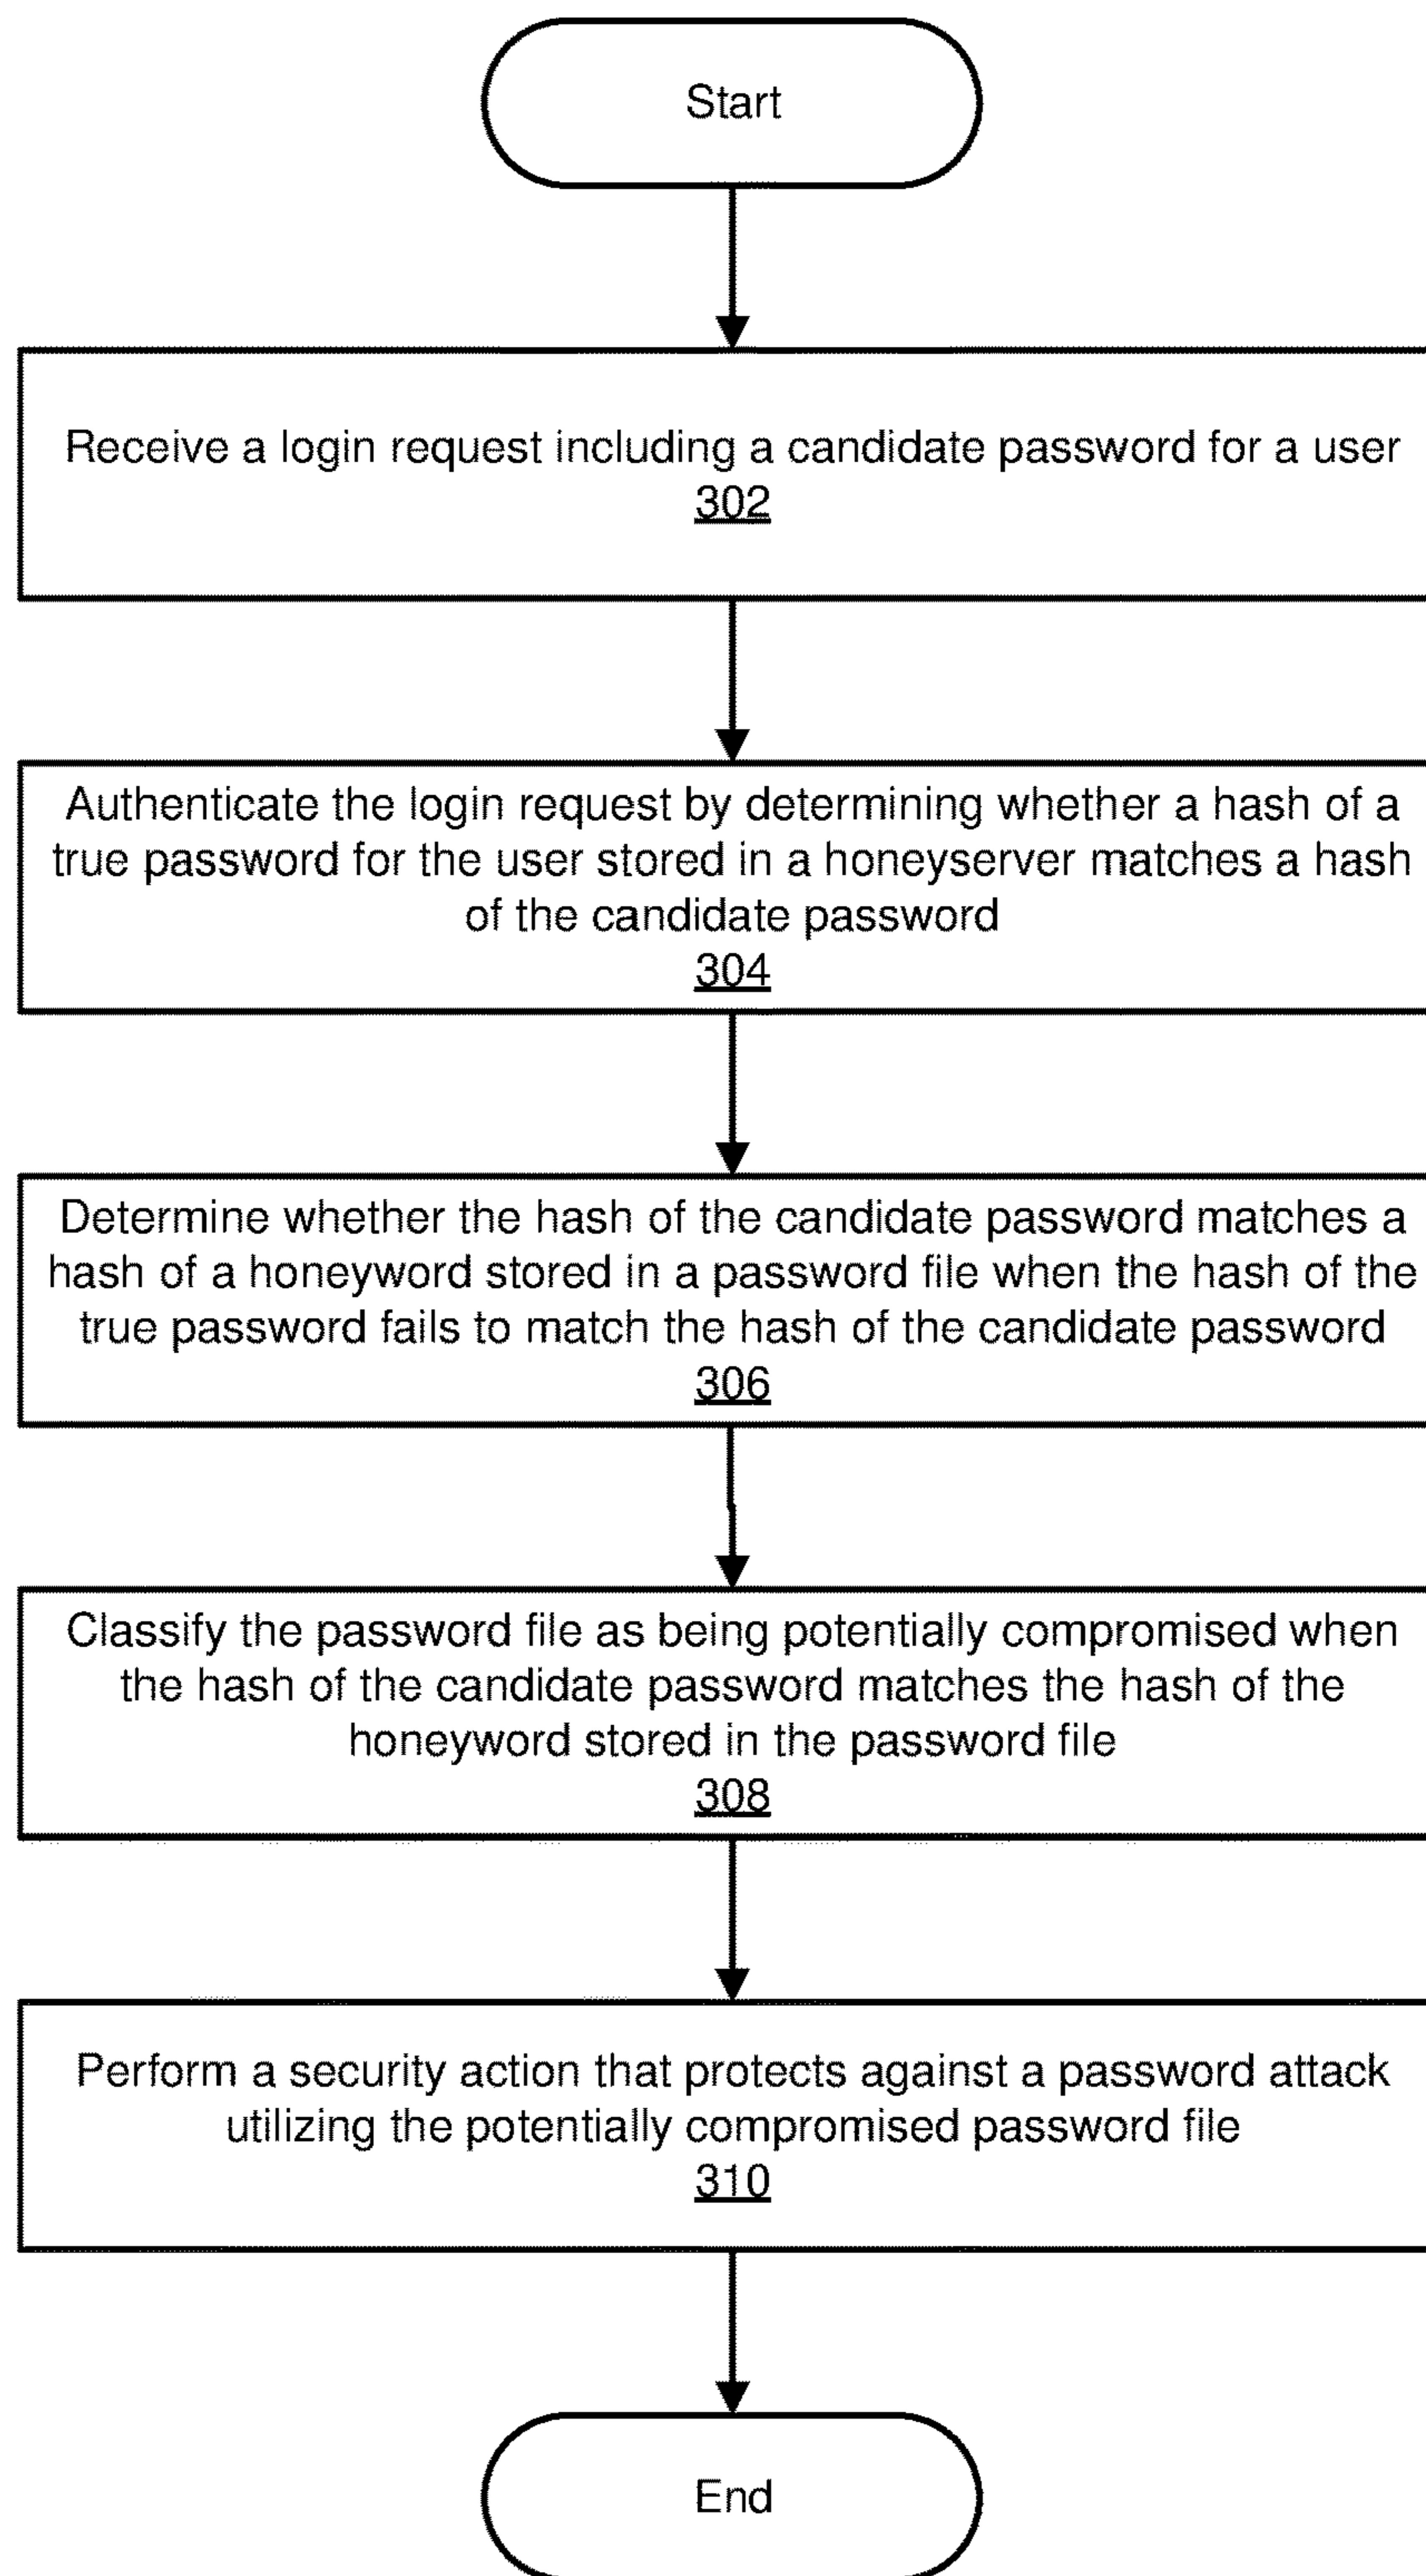 Start
Receive a login request including a candidate password for a user
302
Authenticate the login request by determining whether a hash of a
true password for the user stored in a honeyserver matches a hash
of the candidate password
304
Determine whether the hash of the candidate password matches a
hash of a honeyword stored in a password file when the hash of the
true password fails to match the hash of the candidate password
306
Classify the password file as being potentially compromised when
the hash of the candidate password matches the hash of the
honeyword stored in the password file
308
Perform a security action that protects against a password attack
utilizing the potentially compromised password file
310
End